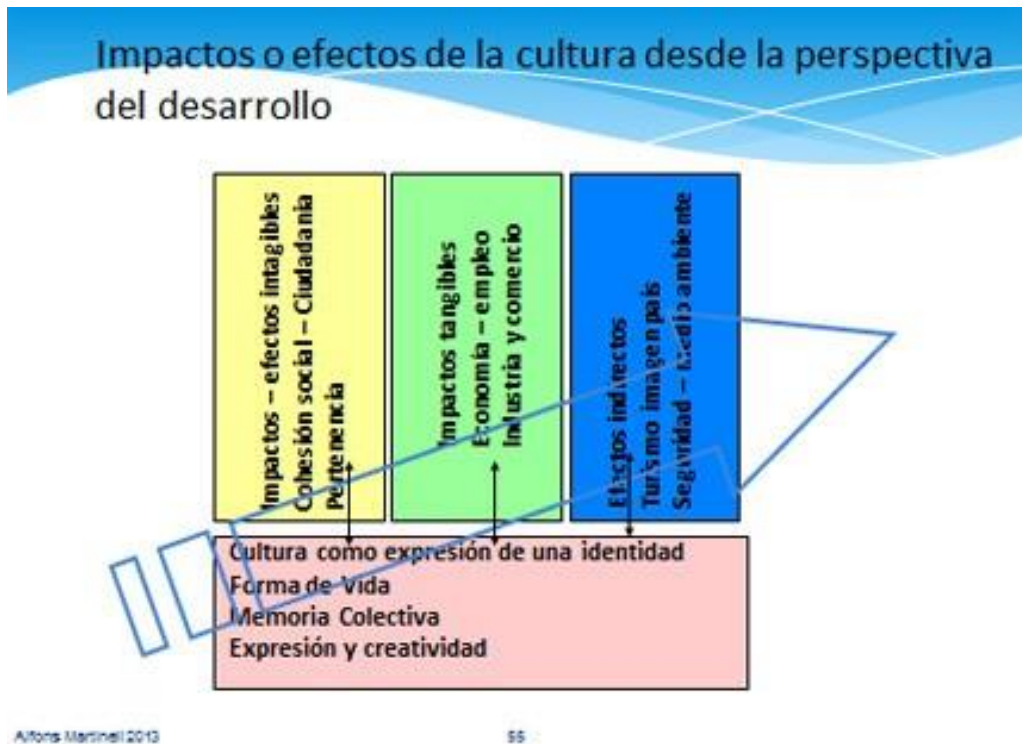 Impactos o efectos de la cultura desde la perspectiva
del desarrollo
Impactos – efectos intagibles
Cohesión social – Ciudadania
Pertenencia
Impactos tangibles
Economía – empleo
Industria y comercio
Efectos indirectos
Turismo imagen país
Seguridad – Medio ambiente
Cultura como expresión de una identidad
Forma de Vida
Memoria Colectiva
Expresión y creatividad
Alfons Martinell 2013
55